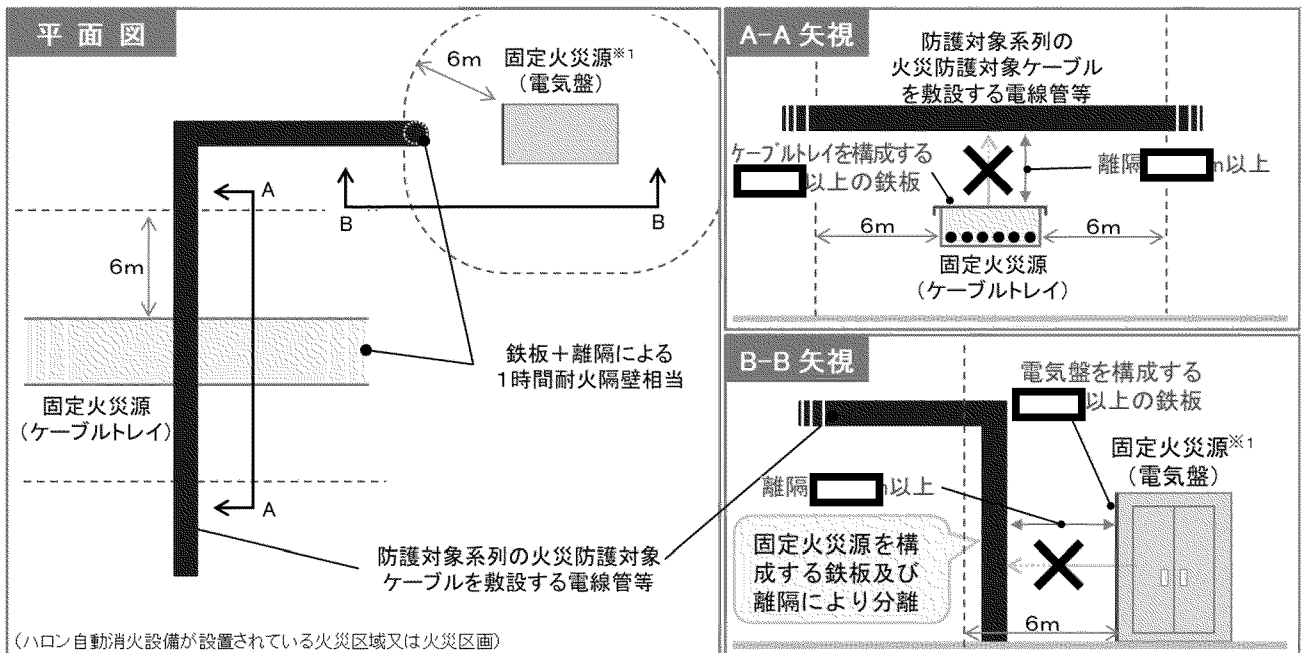 平面図
6m
固定火災源※1
(電気盤)
A
B
B
6m
鉄板+離隔による
1時間耐火隔壁相当
固定火災源
(ケーブルトレイ)
A
防護対象系列の火災防護対象
ケーブルを敷設する電線管等
(ハロン自動消火設備が設置されている火災区域又は火災区画)
A-A 矢視
防護対象系列の
火災防護対象ケーブル
を敷設する電線管等
ケーブルトレイを構成する
以上の鉄板
離隔 以上
6m
6m
固定火災源
(ケーブルトレイ)
B-B 矢視
電気盤を構成する
以上の鉄板
固定火災源※1
(電気盤)
離隔 以上
固定火災源を構
成する鉄板及び
離隔により分離
6m